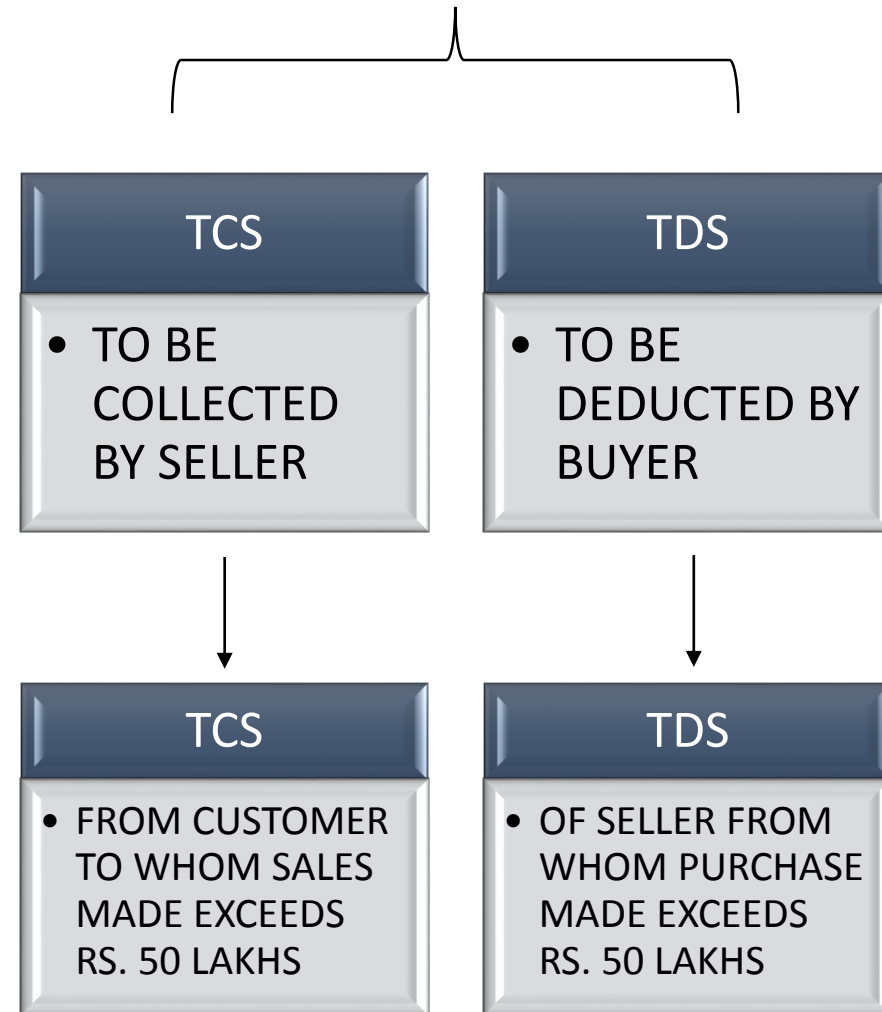 TCS
• TO BE
COLLECTED
BY SELLER
TDS
• TO BE
DEDUCTED BY
BUYER
TCS
• FROM CUSTOMER
TO WHOM SALES
MADE EXCEEDS
RS. 50 LAKHS
TDS
• OF SELLER FROM
WHOM PURCHASE
MADE EXCEEDS
RS. 50 LAKHS